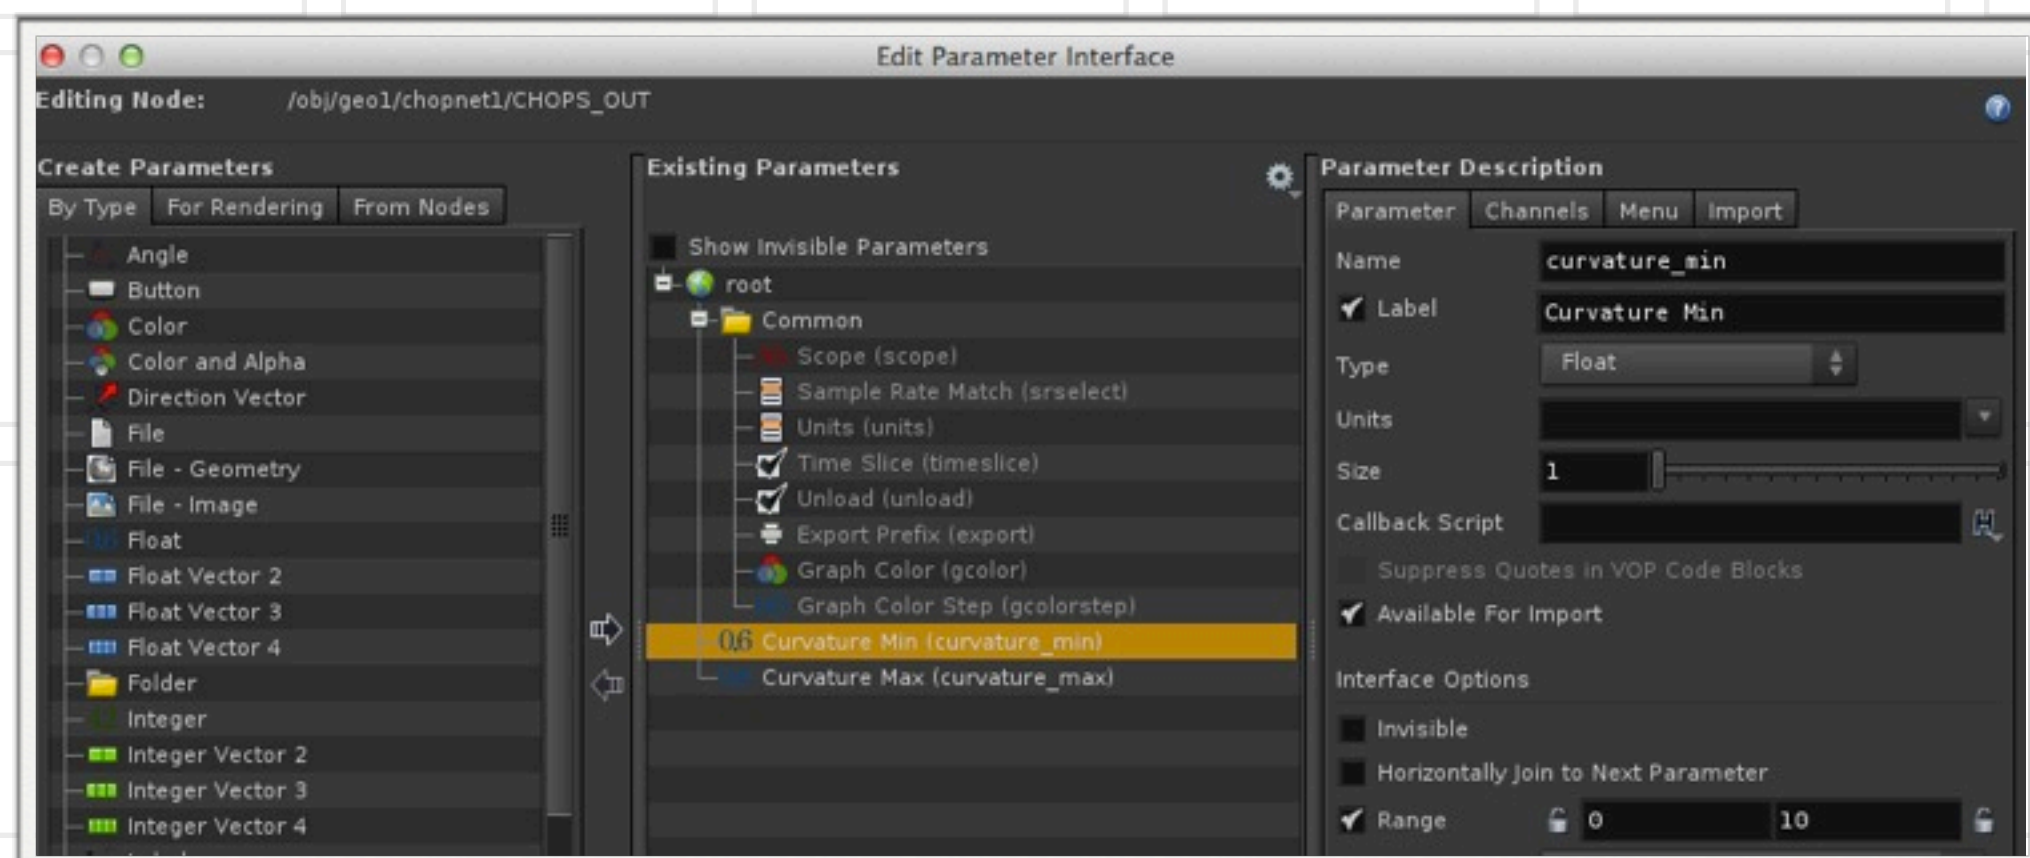 Edit Parameter Interface
Editing Node: /obj/geo1/chopnet1/CHOPS_OUT
Create Parameters
By Type For Rendering From Nodes
Angle
Button
Color
Color and Alpha
Direction Vector
File
File - Geometry
File - Image
Float
Float Vector 2
Float Vector 3
Float Vector 4
Folder
Integer
Integer Vector 2
Integer Vector 3
Integer Vector 4
Existing Parameters
Show Invisible Parameters
root
Common
Scope (scope)
Sample Rate Match (srselect)
Units (units)
Time Slice (timeslice)
Unload (unload)
Export Prefix (export)
Graph Color (gcolor)
Graph Color Step (gcolorstep)
Curvature Min (curvature_min)
Curvature Max (curvature_max)
Parameter Description
Parameter Channels Menu Import
Name curvature_min
Label Curvature Min
Type Float
Units
Size 1
Callback Script
Suppress Quotes in VOP Code Blocks
Available For Import
Interface Options
Invisible
Horizontally Join to Next Parameter
Range 0 10